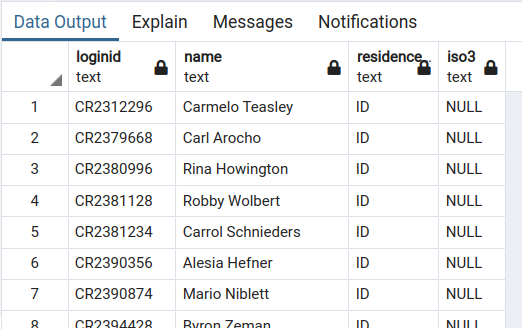 Data Output Explain Messages Notifications
loginid name residence.. iso3
text text text text
1 CR2312296 Carmelo Teasley ID NULL
2 CR2379668 Carl Arocho ID NULL
3 CR2380996 Rina Howington ID NULL
4 CR2381128 Robby Wolbert ID NULL
5 CR2381234 Carrol Schnieders ID NULL
6 CR2390356 Alesia Hefner ID NULL
7 CR2390874 Mario Niblett ID NULL
8 CR2394428 Byron Zeman ID NULL